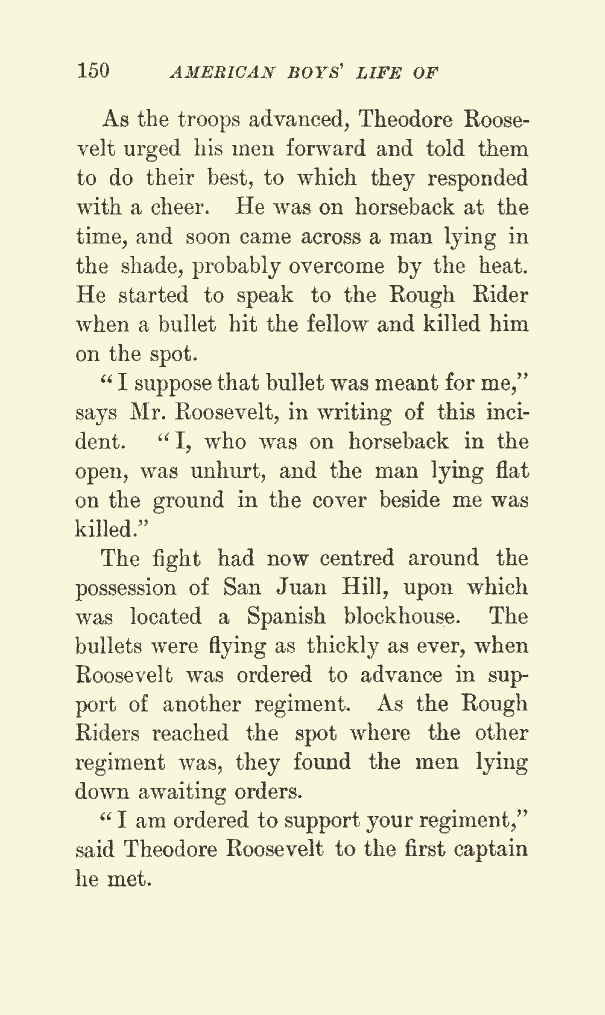 150 AMERICAN BOYS' LIFE OF
As the troops advanced, Theodore Roose-
velt urged his men forward and told them
to do their best, to which they responded
with a cheer. He was on horseback at the
time, and soon came across a man lying in
the shade, probably overcome by the heat.
He started to speak to the Rough Rider
when a bullet hit the fellow and killed him
on the spot.
“I suppose that bullet was meant for me,”
says Mr. Roosevelt, in writing of this inci-
dent. “I, who was on horseback in the
open, was unhurt, and the man lying flat
on the ground in the cover beside me was
killed.”
The fight had now centred around the
possession of San Juan Hill, upon which
was located a Spanish blockhouse. The
bullets were flying as thickly as ever, when
Roosevelt was ordered to advance in sup-
port of another regiment. As the Rough
Riders reached the spot where the other
regiment was, they found the men lying
down awaiting orders.
“I am ordered to support your regiment,”
said Theodore Roosevelt to the first captain
he met.